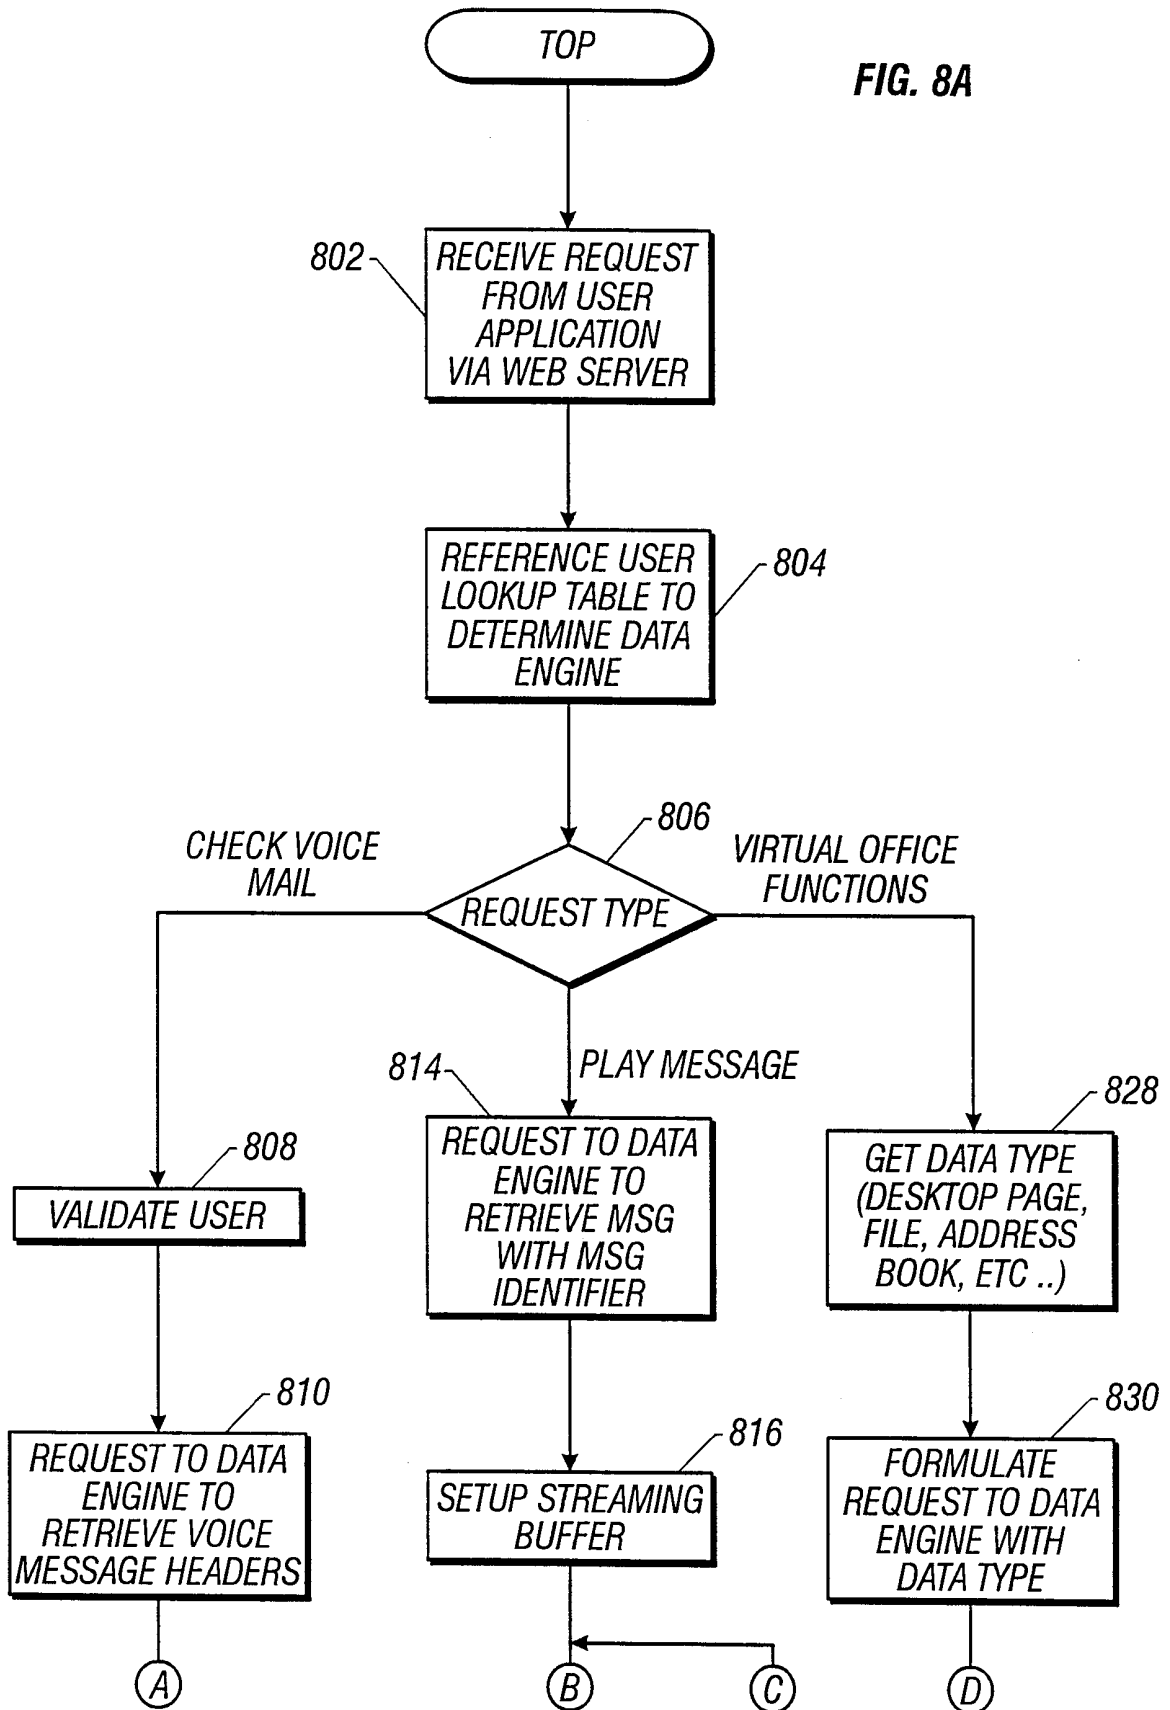 TOP
FIG. 8A
802
RECEIVE REQUEST
FROM USER
APPLICATION
VIA WEB SERVER
804
REFERENCE USER
LOOKUP TABLE TO
DETERMINE DATA
ENGINE
806
REQUEST TYPE
CHECK VOICE
MAIL
VIRTUAL OFFICE
FUNCTIONS
PLAY MESSAGE
808
VALIDATE USER
810
REQUEST TO DATA
ENGINE TO
RETRIEVE VOICE
MESSAGE HEADERS
A
814
REQUEST TO DATA
ENGINE TO
RETRIEVE MSG
WITH MSG
IDENTIFIER
816
SETUP STREAMING
BUFFER
B
C
828
GET DATA TYPE
(DESKTOP PAGE,
FILE, ADDRESS
BOOK, ETC ..)
830
FORMULATE
REQUEST TO DATA
ENGINE WITH
DATA TYPE
D